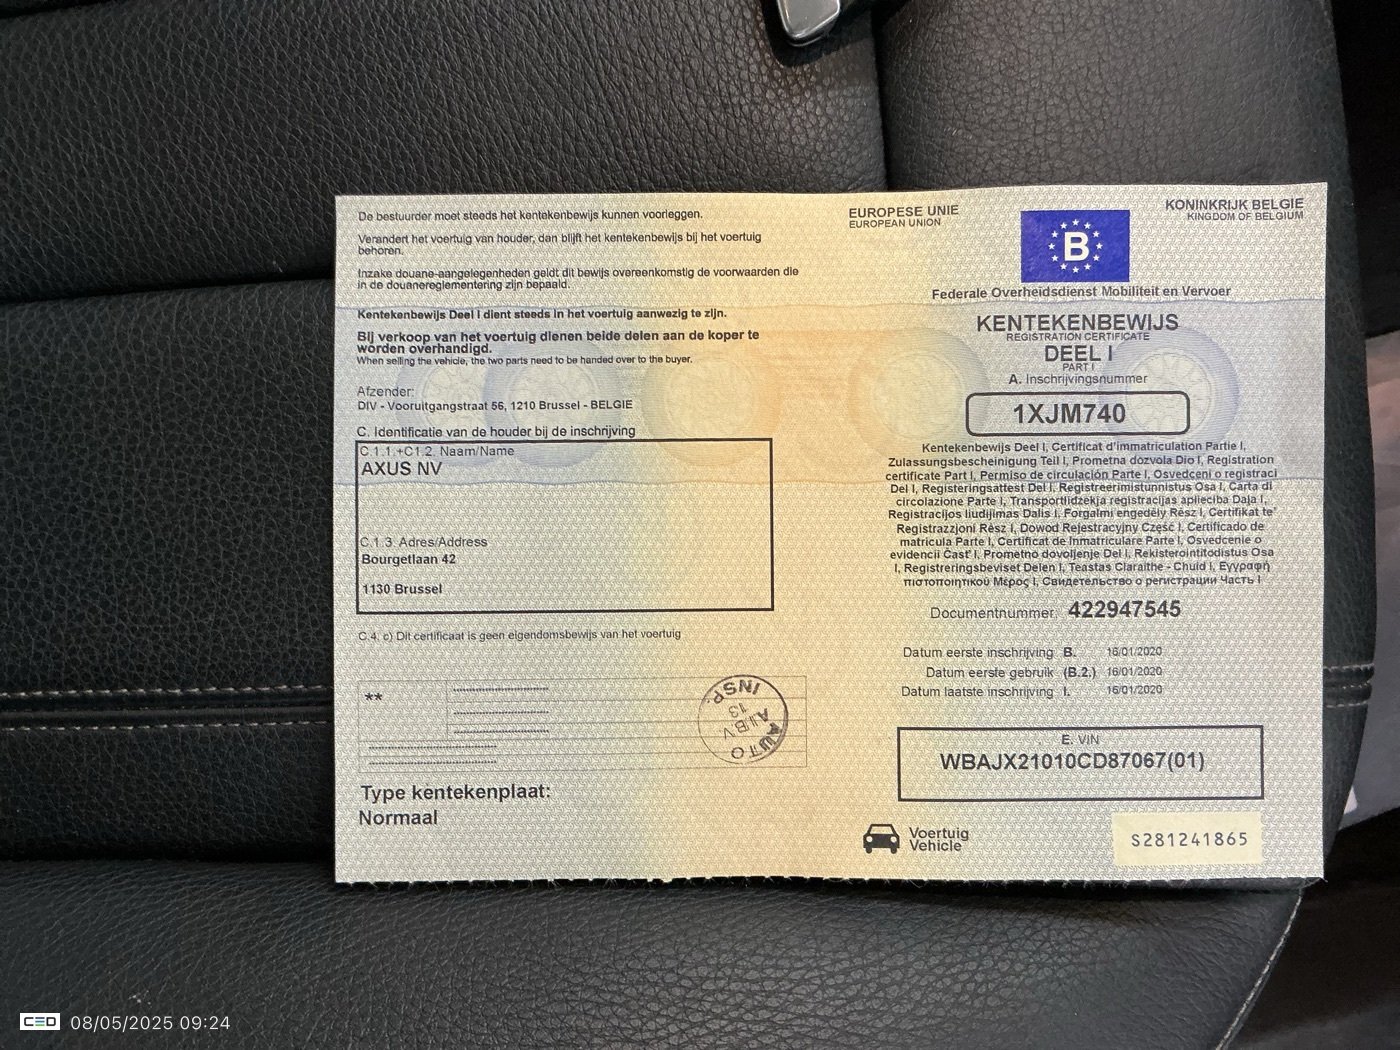 De bestuurder moet steeds het kentekenbewijs kunnen voorleggen.
Verandert het voertuig van houder, dan blijft het kentekenbewijs bij het voertuig
behoren.
Inzake douane-aangelegenheden geldt dit bewijs overeenkomstig de voorwaarden die
in de douanereglementering zijn bepaald.
Kentekenbewijs Deel I dient steeds in het voertuig aanwezig te zijn.
Bij verkoop van het voertuig dienen beide delen aan de koper te
worden overhandigd.
When selling the vehicle, the two parts need to be handed over to the buyer.
Afzender:
DIV - Vooruitgangstraat 56, 1210 Brussel - BELGIE
C. Identificatie van de houder bij de inschrijving
C.1.1.+C1.2. Naam/Name
AXUS NV
C.1.3. Adres/Address
Bourgetlaan 42
1130 Brussel
C.4. c) Dit certificaat is geen eigendomsbewijs van het voertuig
**
AUTO
AIBV
13
INSP.
Type kentekenplaat:
Normaal
EUROPESE UNIE
EUROPEAN UNION
KONINKRIJK BELGIE
KINGDOM OF BELGIUM
B
Federale Overheidsdienst Mobiliteit en Vervoer
KENTEKENBEWIJS
REGISTRATION CERTIFICATE
DEEL I
PART I
A. Inschrijvingsnummer
1XJM740
Kentekenbewijs Deel I, Certificat d'immatriculation Partie I,
Zulassungsbescheinigung Teil I, Prometna dozvola Dio I, Registration
certificate Part I, Permiso de circulación Parte I, Osvedceni o registraci
Del I, Registeringsattest Del I, Registreerimistunnistus Osa I, Carta di
circolazione Parte I, Transportlidzekja registracijas aplieciba Daja I,
Registracijos liudijimas Dalis I, Forgalmi engedély Rész I, Certifikat te'
Registrazzjoni Rész I, Dowod Rejestracyjny Część I, Certificado de
matricula Parte I, Certificat de Inmatriculare Parte I, Osvedcenie o
evidencii Časť I, Prometno dovoljenje Del I, Rekisterointitodistus Osa
I, Registreringsbeviset Delen I, Teastas Claraithe - Chuid I, Εγγραφή
πιστοποιητικού Μέρος I, Свидетельство о регистрации Часть I
Documentnummer: 422947545
Datum eerste inschrijving B. 16/01/2020
Datum eerste gebruik (B.2.) 16/01/2020
Datum laatste inschrijving I. 16/01/2020
E. VIN
WBAJX21010CD87067(01)
Voertuig
Vehicle
S281241865
CED 08/05/2025 09:24